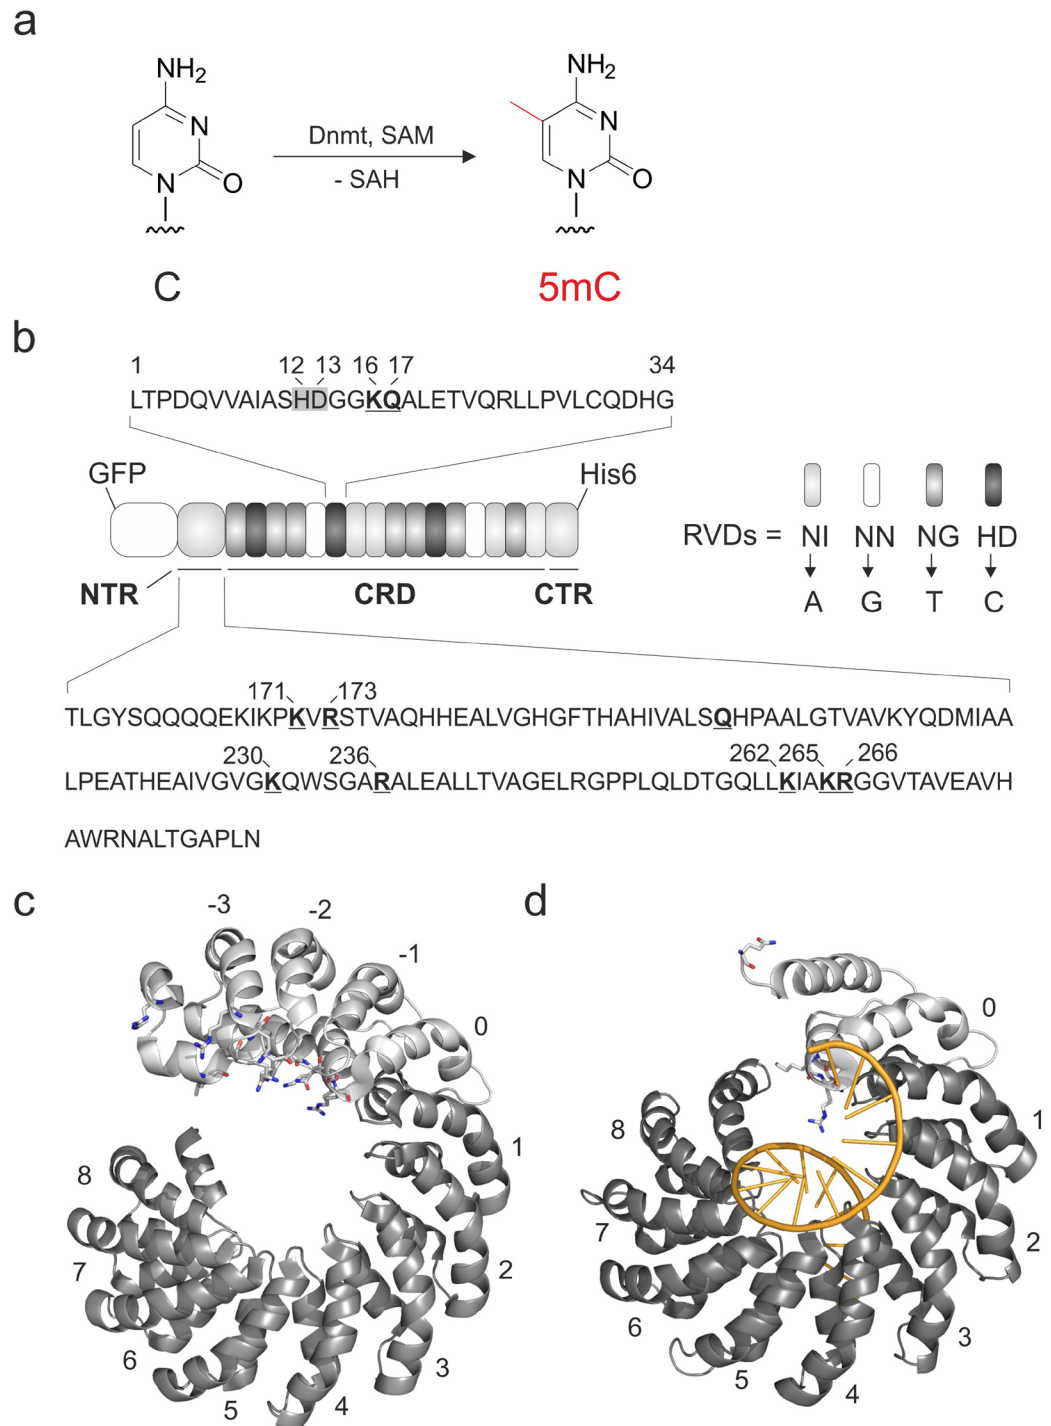 a
NH2
N
N
O
C
Dnmt, SAM
- SAH
NH2
N
N
O
5mC
b
1 12 13 16 17 34
LTPDQVVAIASHDGGKQALETVQRLLPVLCQDHG
GFP
His6
NTR
CRD
CTR
RVDs = NI NN NG HD
A G T C
171 173
TLGYSQQQQEKIKPKVRSTVAQHHEALVGHGFTHAHIVALSQHPAALGTVAVKYQDMIAA
230 236 262 265 266
LPEATHEAIVGVGKQWSGARALEALLTVAGELRGPPLQLDTGQLLKIAKRGGVTAVEAVH
AWRNALTGAPLN
c
-3
-2
-1
0
1
2
3
4
5
6
7
8
d
0
1
2
3
4
5
6
7
8